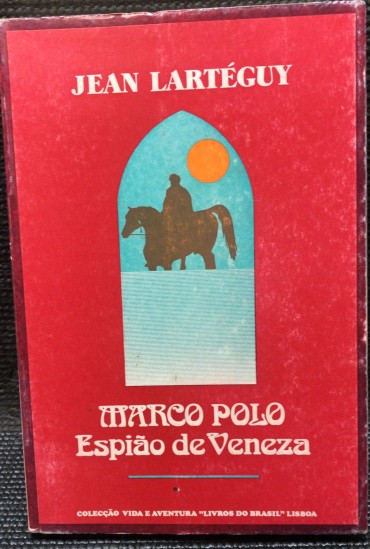 JEAN LARTÉGUY
MARCO POLO
Espião de Veneza
COLECÇÃO VIDA E AVENTURA "LIVROS DO BRASIL" LISBOA